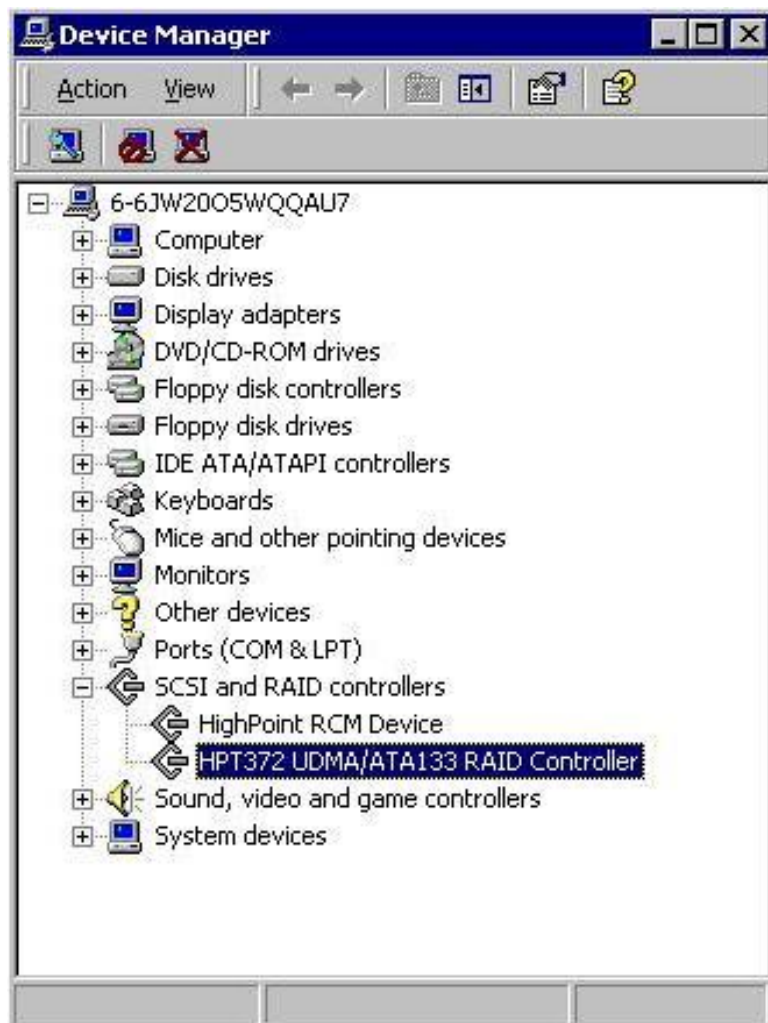 Device Manager
Action View
6-6JW20O5WQQAU7
Computer
Disk drives
Display adapters
DVD/CD-ROM drives
Floppy disk controllers
Floppy disk drives
IDE ATA/ATAPI controllers
Keyboards
Mice and other pointing devices
Monitors
Other devices
Ports (COM & LPT)
SCSI and RAID controllers
HighPoint RCM Device
HPT372 UDMA/ATA133 RAID Controller
Sound, video and game controllers
System devices